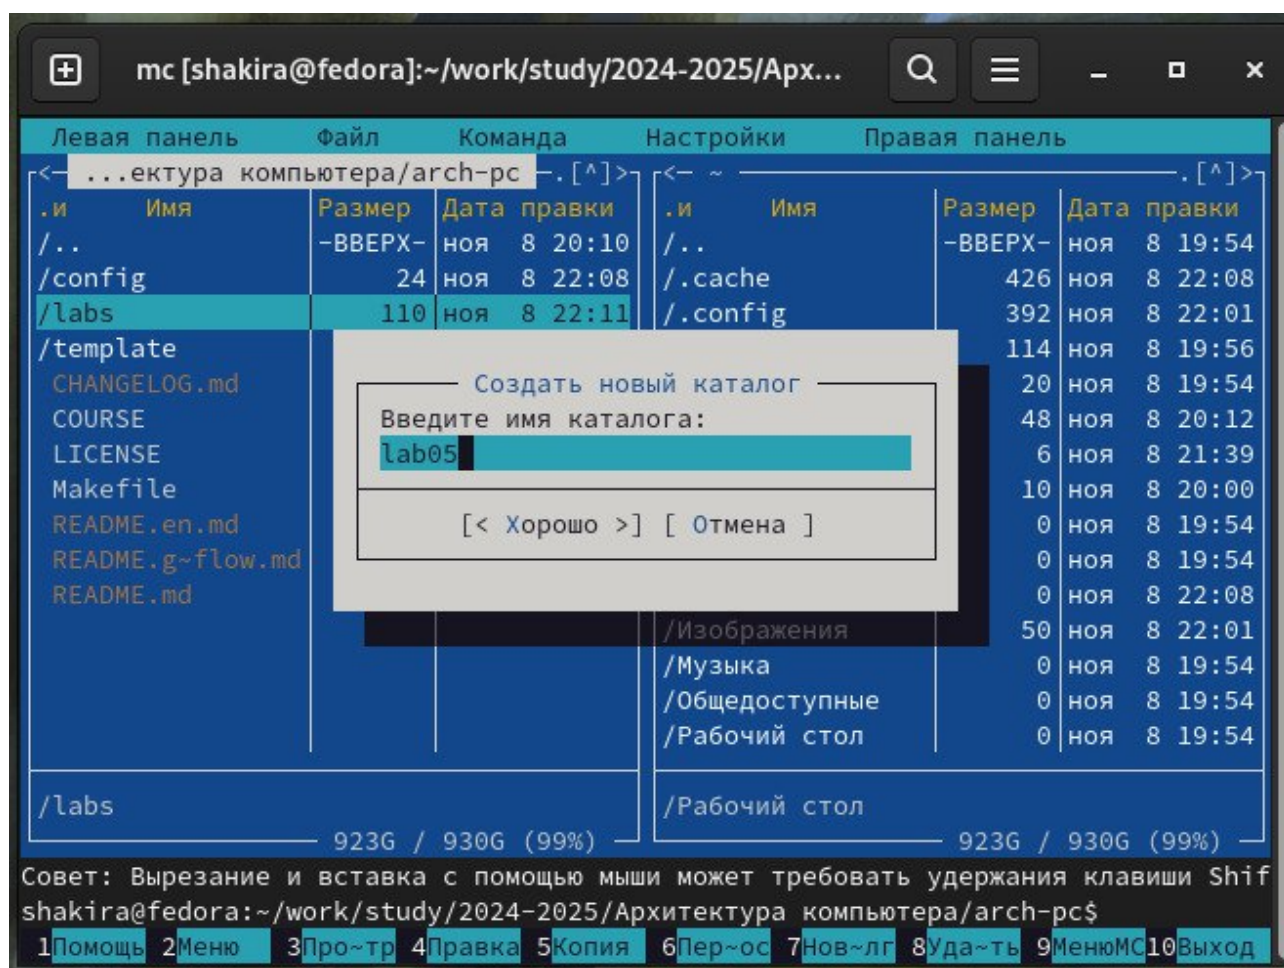 mc [shakira@fedora]:~/work/study/2024-2025/Арх...
Левая панель Файл Команда Настройки Правая панель
<— ...ектура компьютера/arch-pc —.[^]> <— ~ —.[^]>
.и Имя Размер Дата правки .и Имя Размер Дата правки
/.. -ВВЕРХ- ноя 8 20:10 /.. -ВВЕРХ- ноя 8 19:54
/config 24 ноя 8 22:08 /.cache 426 ноя 8 22:08
/labs 110 ноя 8 22:11 /.config 392 ноя 8 22:01
/template 114 ноя 8 19:56
CHANGELOG.md Создать новый каталог 20 ноя 8 19:54
COURSE Введите имя каталога: 48 ноя 8 20:12
LICENSE lab05 6 ноя 8 21:39
Makefile 10 ноя 8 20:00
README.en.md [< Хорошо >] [ Отмена ] 0 ноя 8 19:54
README.g~flow.md 0 ноя 8 19:54
README.md 0 ноя 8 22:08
/Изображения 50 ноя 8 22:01
/Музыка 0 ноя 8 19:54
/Общедоступные 0 ноя 8 19:54
/Рабочий стол 0 ноя 8 19:54
/labs /Рабочий стол
923G / 930G (99%) 923G / 930G (99%)
Совет: Вырезание и вставка с помощью мыши может требовать удержания клавиши Shif
shakira@fedora:~/work/study/2024-2025/Архитектура компьютера/arch-pc$
1Помощь 2Меню 3Про~тр 4Правка 5Копия 6Пер~ос 7Нов~лг 8Уда~ть 9МенюМС10Выход